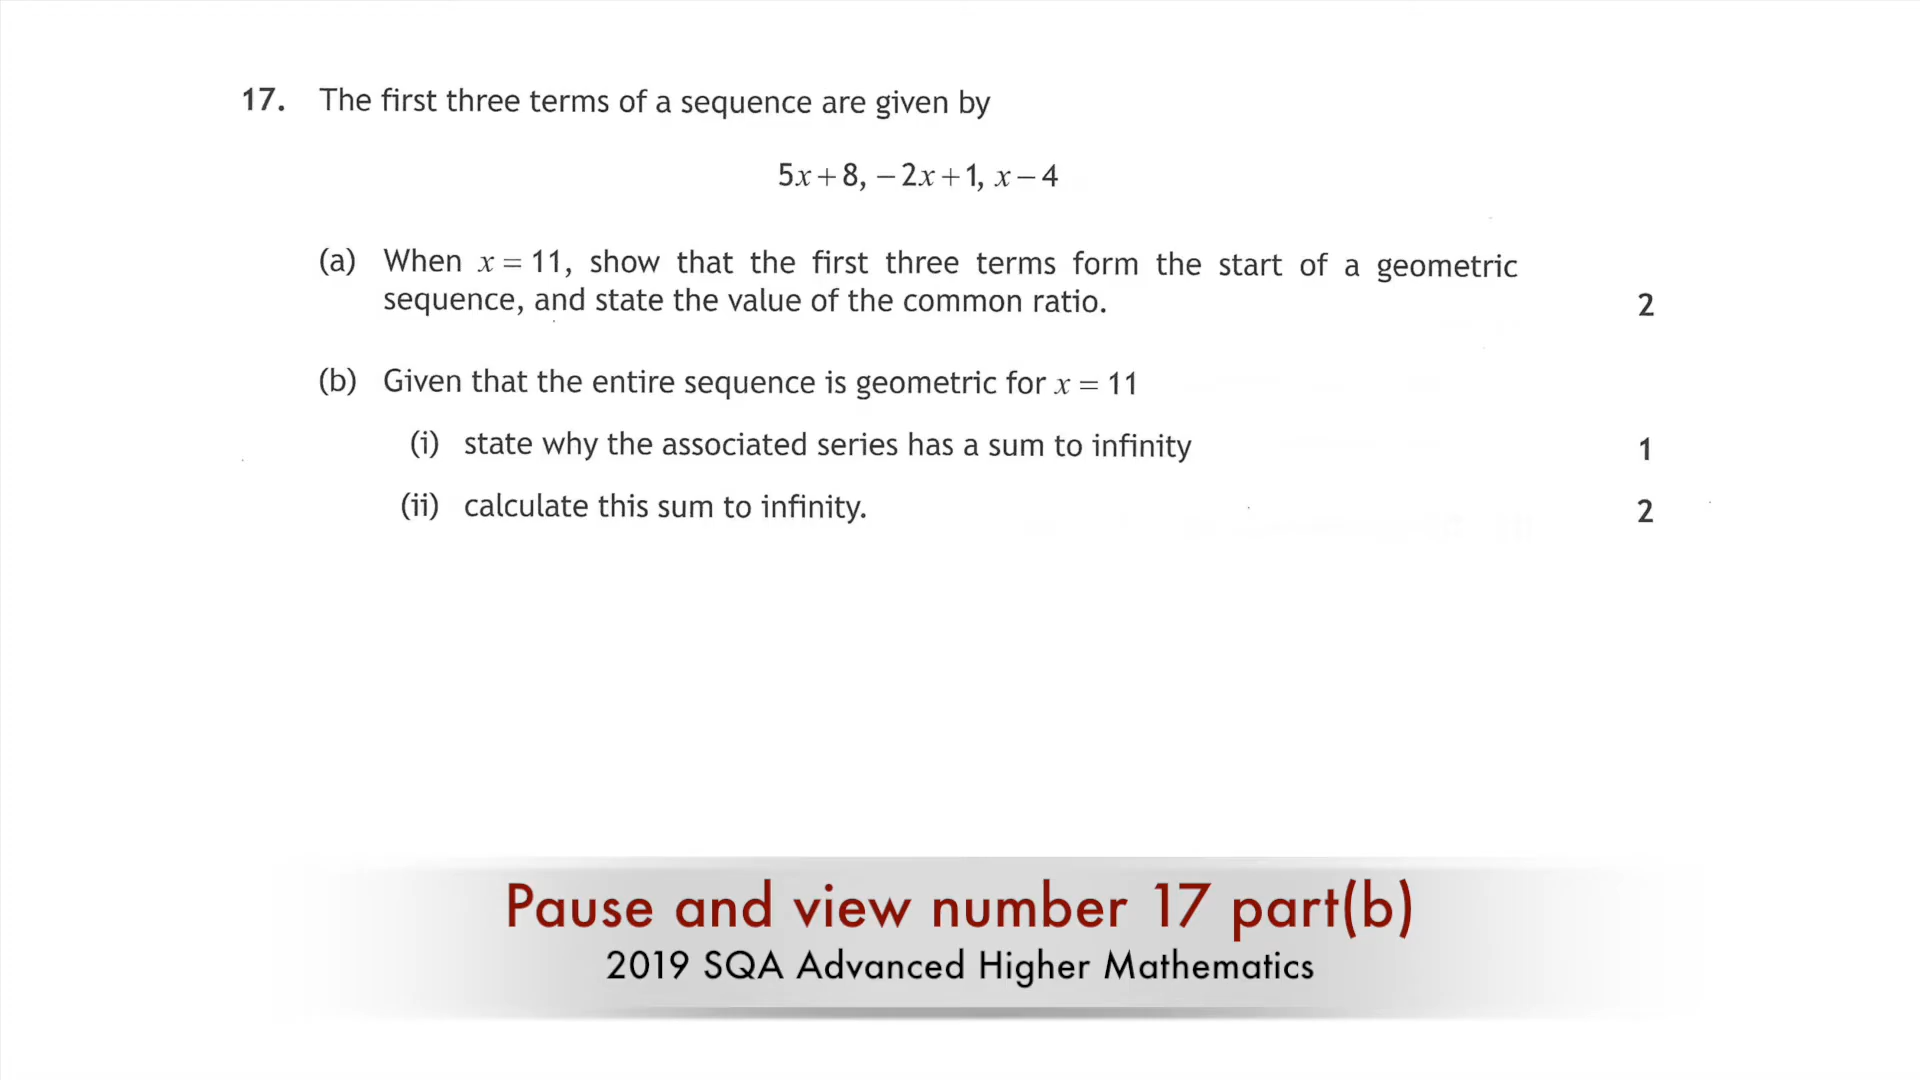 17. The first three terms of a sequence are given by
5x+8, −2x+1, x−4
(a) When x = 11, show that the first three terms form the start of a geometric
sequence, and state the value of the common ratio. 2
(b) Given that the entire sequence is geometric for x = 11
(i) state why the associated series has a sum to infinity 1
(ii) calculate this sum to infinity. 2
Pause and view number 17 part(b)
2019 SQA Advanced Higher Mathematics